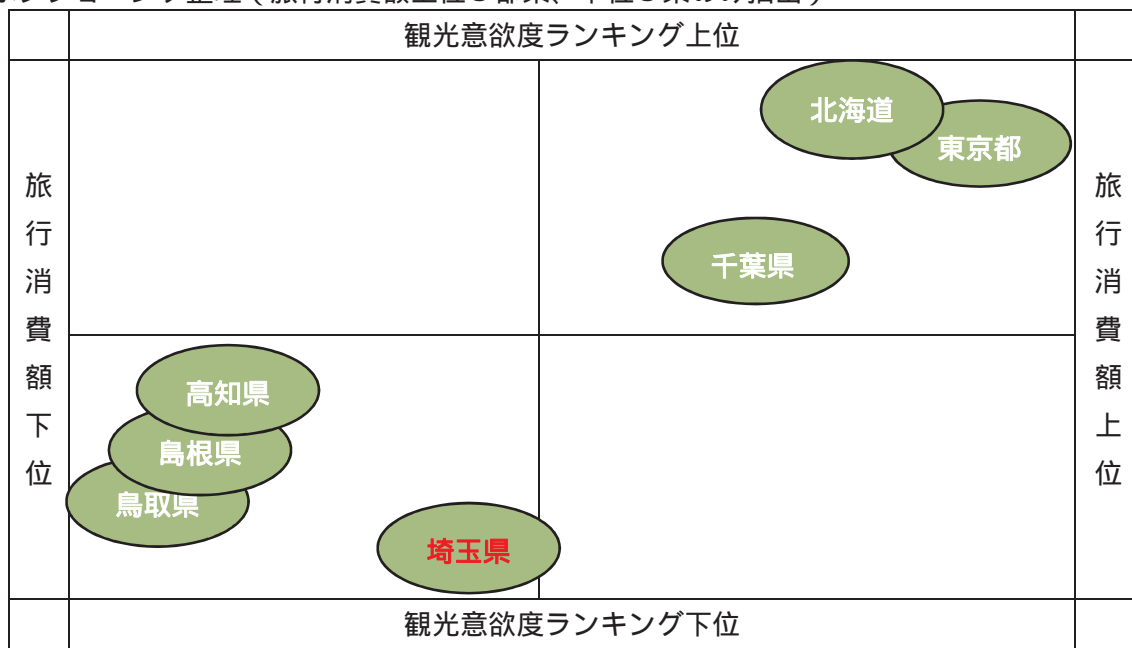 観光意欲度ランキング上位
旅行消費額下位
北海道
東京都
千葉県
高知県
島根県
鳥取県
埼玉県
旅行消費額上位
観光意欲度ランキング下位